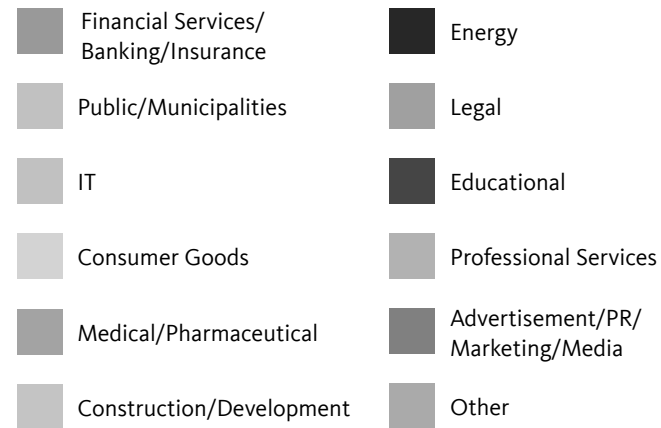 Financial Services/
Banking/Insurance
Public/Municipalities
IT
Consumer Goods
Medical/Pharmaceutical
Construction/Development
Energy
Legal
Educational
Professional Services
Advertisement/PR/
Marketing/Media
Other